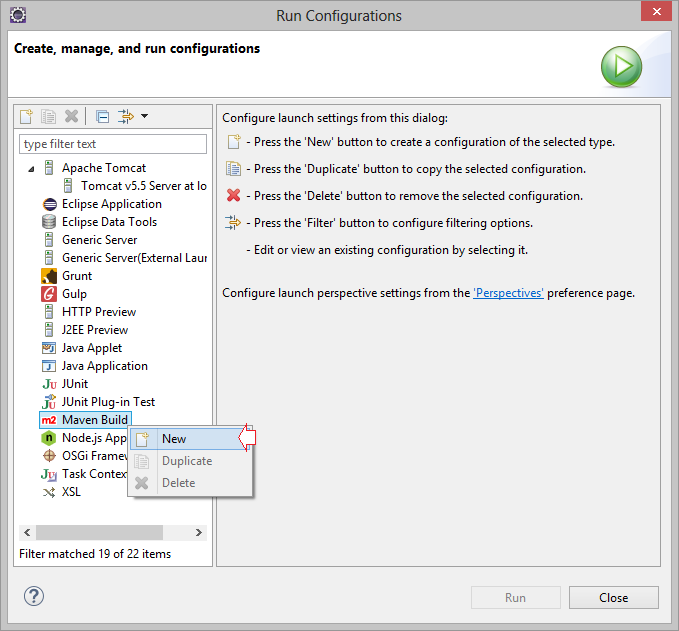 Run Configurations
Create, manage, and run configurations
type filter text
Apache Tomcat
Tomcat v5.5 Server at lo
Eclipse Application
Eclipse Data Tools
Generic Server
Generic Server(External Laur
Grunt
Gulp
HTTP Preview
J2EE Preview
Java Applet
Java Application
Ju JUnit
JUnit Plug-in Test
m2 Maven Build
n Node.js App
OSGi Framew
Ju Task Context
XSL
New
Duplicate
Delete
Filter matched 19 of 22 items
Configure launch settings from this dialog:
- Press the 'New' button to create a configuration of the selected type.
- Press the 'Duplicate' button to copy the selected configuration.
- Press the 'Delete' button to remove the selected configuration.
- Press the 'Filter' button to configure filtering options.
- Edit or view an existing configuration by selecting it.
Configure launch perspective settings from the 'Perspectives' preference page.
?
Run
Close